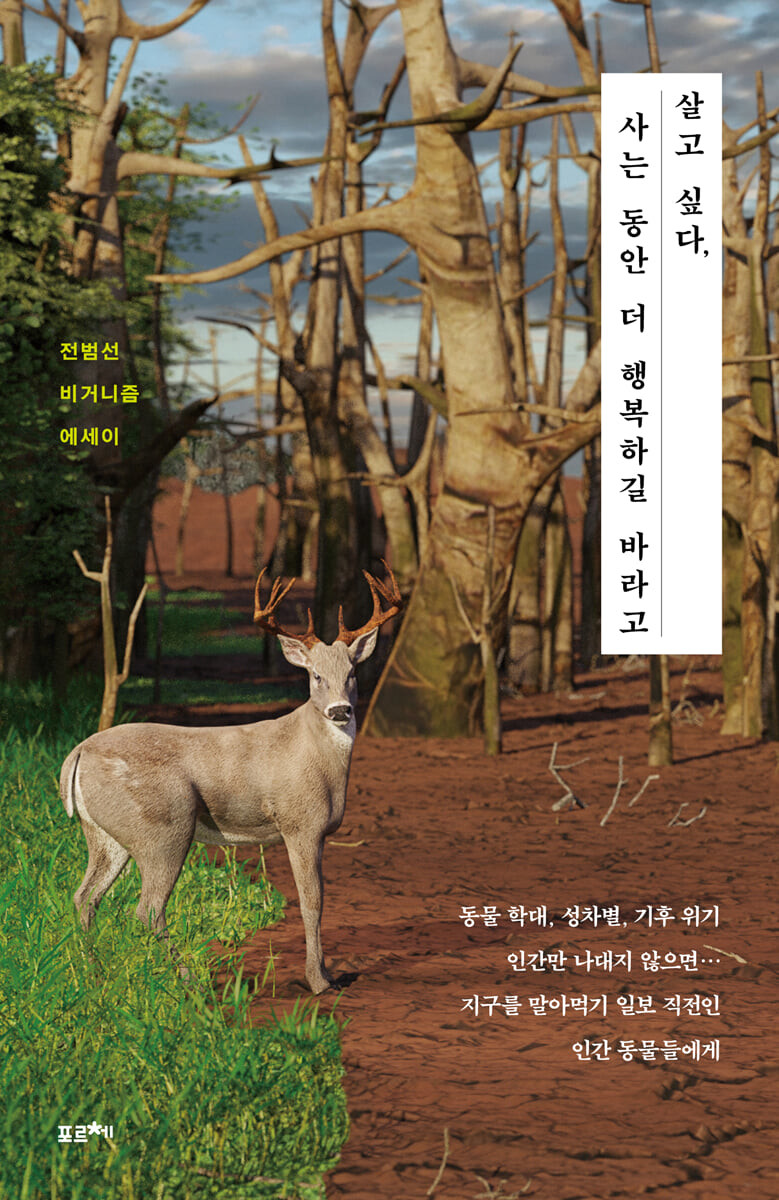 살고 싶다,
사는 동안 더 행복하길 바라고
전범선
비거니즘
에세이
동물 학대, 성차별, 기후 위기
인간만 나대지 않으면…
지구를 말아먹기 일보 직전인
인간 동물들에게
포르체